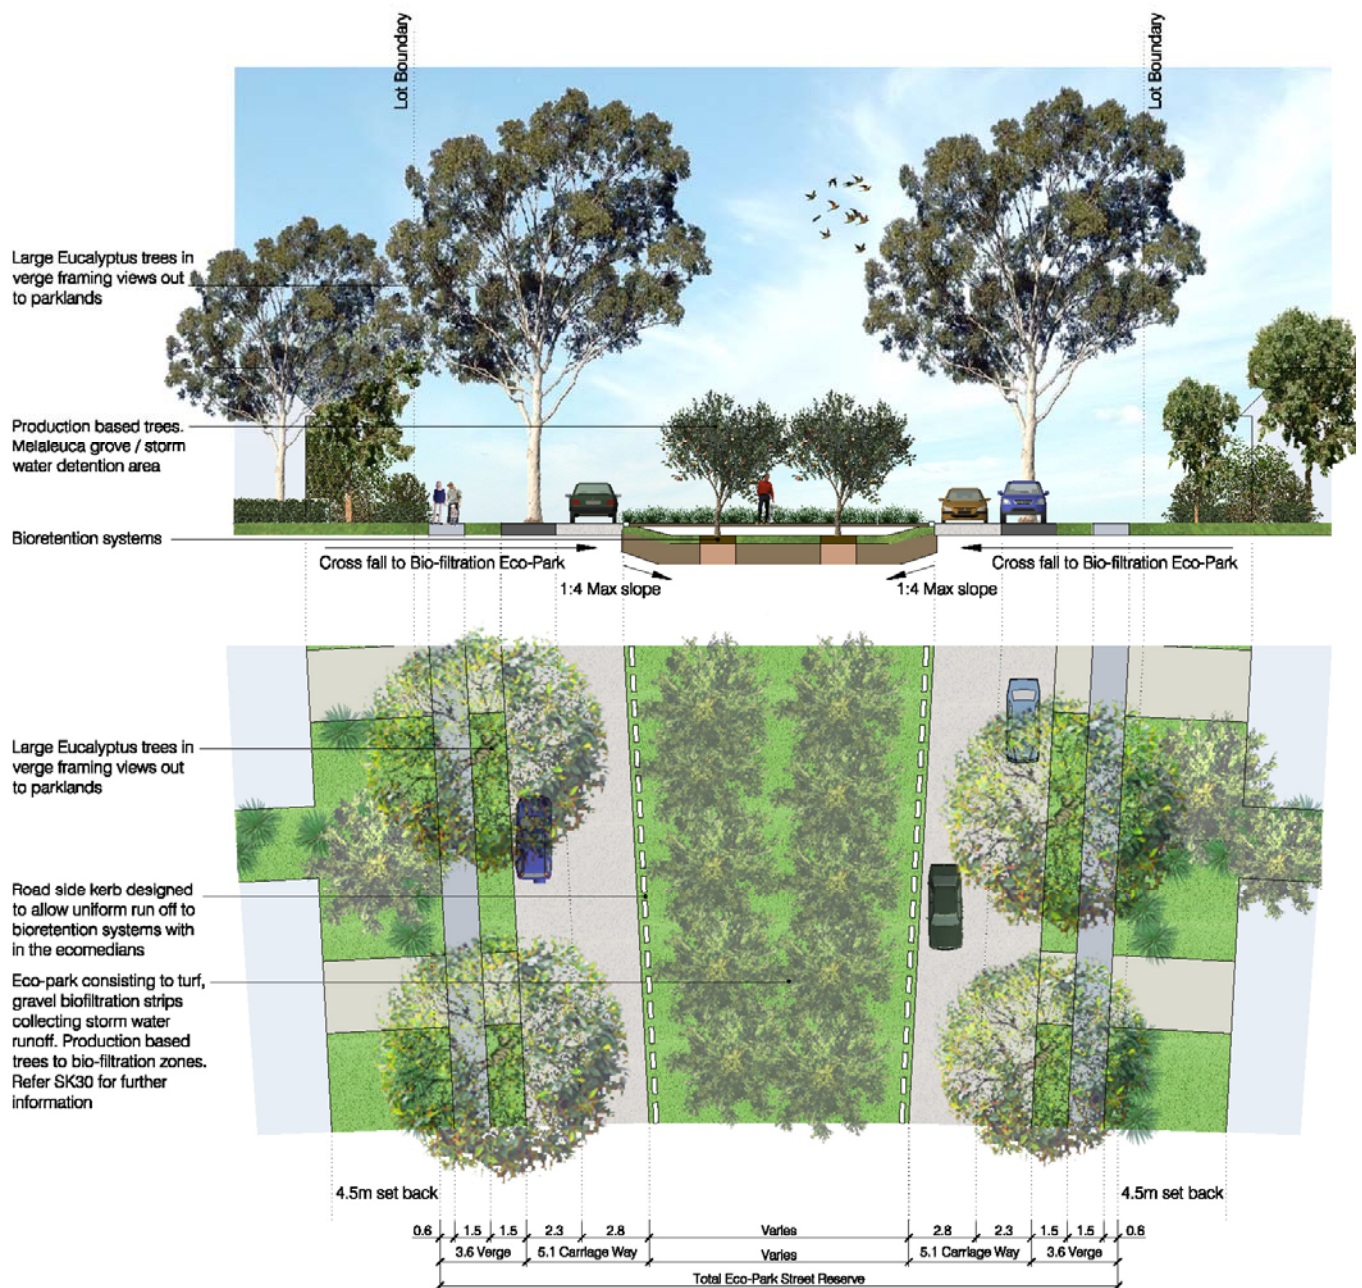 Lot Boundary
Lot Boundary
Large Eucalyptus trees in
verge framing views out
to parklands
Production based trees.
Melaleuca grove / storm
water detention area
Bioretention systems
Cross fall to Bio-filtration Eco-Park
Cross fall to Bio-filtration Eco-Park
1:4 Max slope
1:4 Max slope
Large Eucalyptus trees in
verge framing views out
to parklands
Road side kerb designed
to allow uniform run off to
bioretention systems with
in the ecomedians
Eco-park consisting to turf,
gravel biofiltration strips
collecting storm water
runoff. Production based
trees to bio-filtration zones.
Refer SK30 for further
information
4.5m set back
4.5m set back
0.6 1.5 1.5 2.3 2.8 Varies 2.8 2.3 1.5 1.5 0.6
3.6 Verge 5.1 Carriage Way Varies 5.1 Carriage Way 3.6 Verge
Total Eco-Park Street Reserve